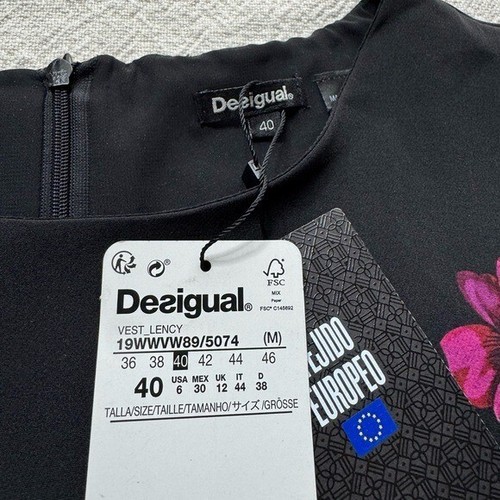 Desigual®
40
FSC
MIX
Paper
FSC® C145692
Desigual®
VEST_LENCY
19WWVW89/5074 (M)
36 38 40 42 44 46
40 USA 6 MEX 30 UK 12 IT 44 D 38
TALLA/SIZE/TAILLE/TAMANHO/サイズ/GRÖSSE
EJIDO
EUROPEO